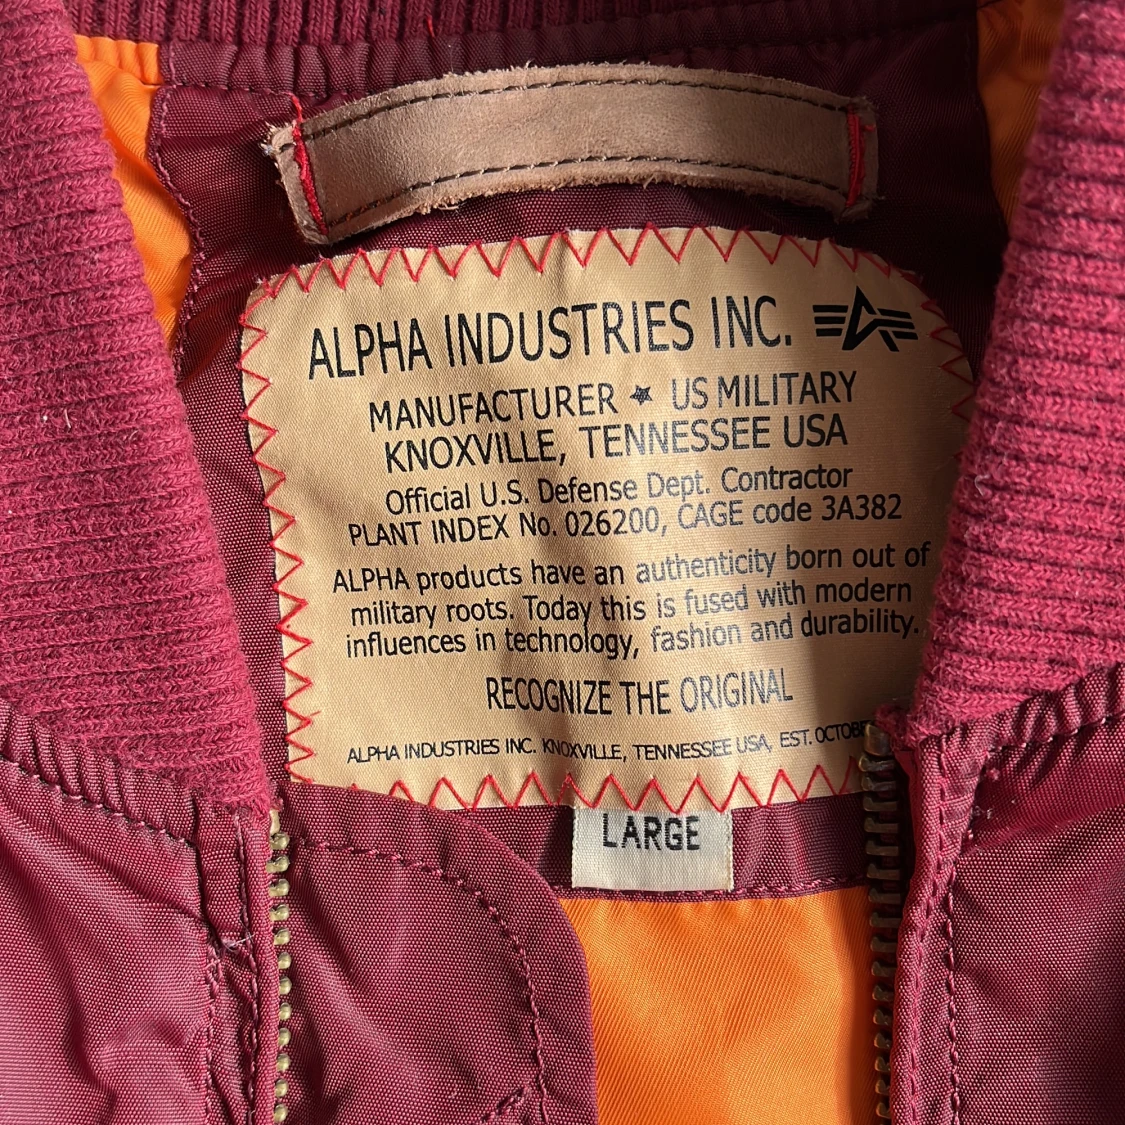 ALPHA INDUSTRIES INC.
MANUFACTURER ★ US MILITARY
KNOXVILLE, TENNESSEE USA
Official U.S. Defense Dept. Contractor
PLANT INDEX No. 026200, CAGE code 3A382
ALPHA products have an authenticity born out of
military roots. Today this is fused with modern
influences in technology, fashion and durability.
RECOGNIZE THE ORIGINAL
ALPHA INDUSTRIES INC. KNOXVILLE, TENNESSEE USA, EST.
LARGE